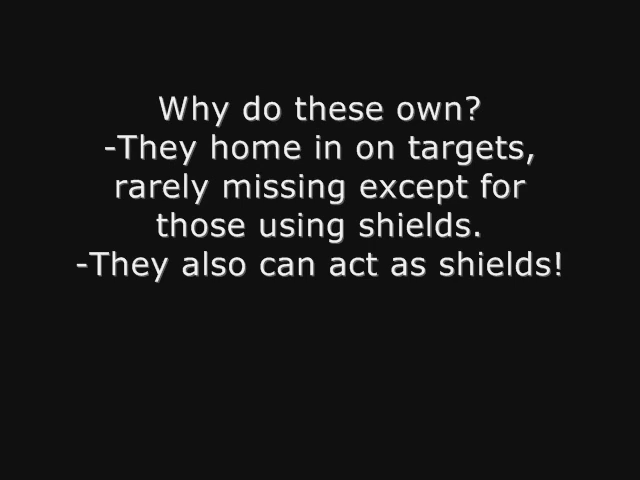 Why do these own?
-They home in on targets,
rarely missing except for
those using shields.
-They also can act as shields!